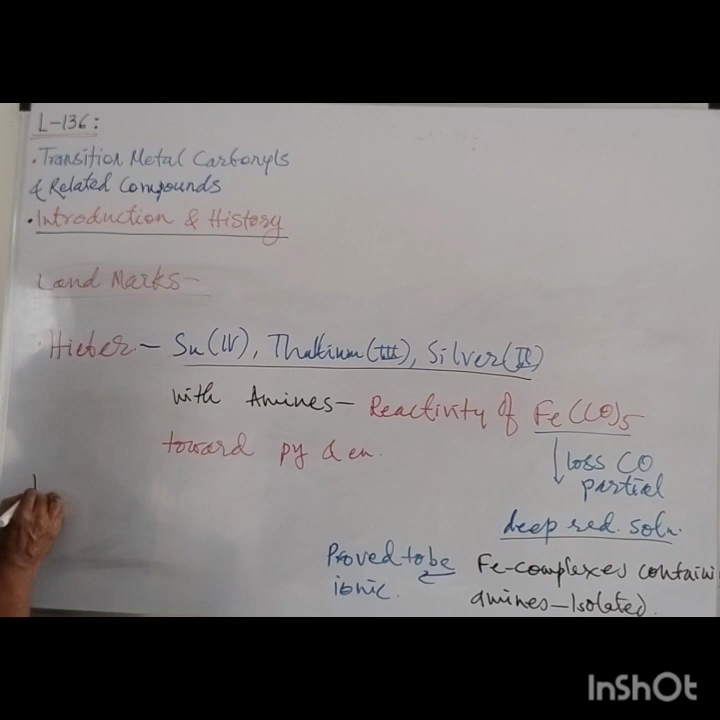 L-136:
• Transition Metal Carbonyls
& Related Compounds
• Introduction & History
Land Marks-
• Hieber - Sn(IV), Thallium(III), Silver(II)
with Amines - Reactivity of Fe(CO)5
toward py & en.
↓ loss CO
partial
deep red. soln.
Proved to be Fe-complexes containi
ionic. amines - Isolated.
InShOt